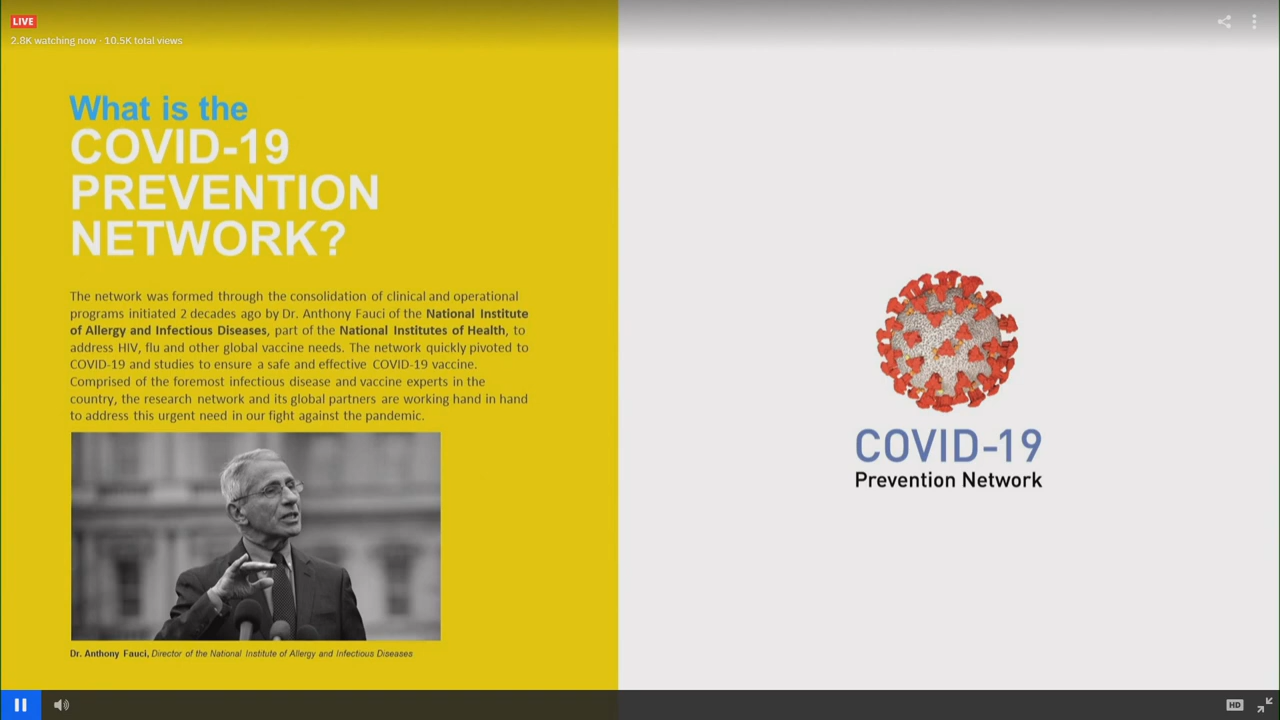 LIVE
2.8K watching now · 10.5K total views
What is the
COVID-19
PREVENTION
NETWORK?
The network was formed through the consolidation of clinical and operational
programs initiated 2 decades ago by Dr. Anthony Fauci of the National Institute
of Allergy and Infectious Diseases, part of the National Institutes of Health, to
address HIV, flu and other global vaccine needs. The network quickly pivoted to
COVID-19 and studies to ensure a safe and effective COVID-19 vaccine.
Comprised of the foremost infectious disease and vaccine experts in the
country, the research network and its global partners are working hand in hand
to address this urgent need in our fight against the pandemic.
Dr. Anthony Fauci, Director of the National Institute of Allergy and Infectious Diseases
COVID-19
Prevention Network
HD